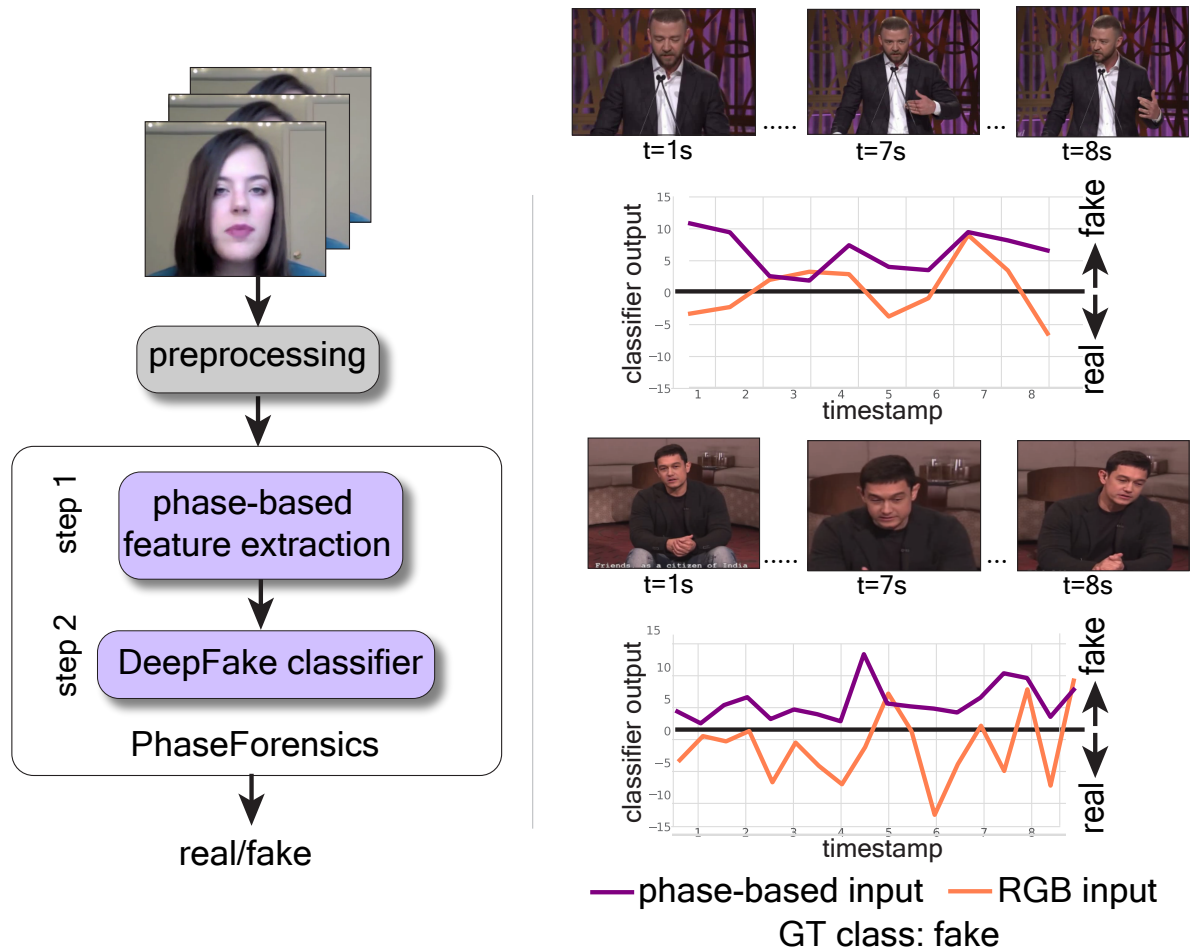 preprocessing
step 1
phase-based
feature extraction
step 2
DeepFake classifier
PhaseForensics
real/fake
..... ...
t=1s t=7s t=8s
classifier output
15
10
5
0
−5
−10
−15
1 2 3 4 5 6 7 8
timestamp
fake
real
Friends as a citizen of India
..... ...
t=1s t=7s t=8s
classifier output
15
10
5
0
−5
−10
−15
1 2 3 4 5 6 7 8
timestamp
fake
real
phase-based input RGB input
GT class: fake